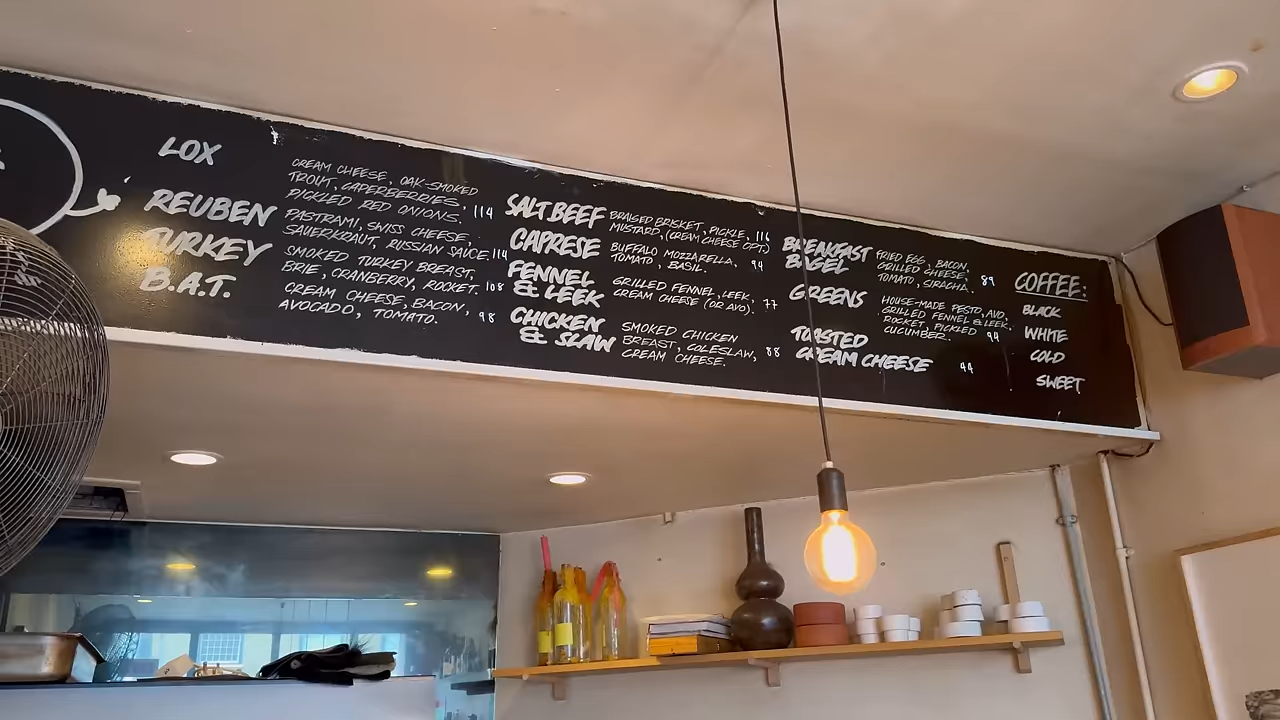 LOX
CREAM CHEESE, OAK-SMOKED
TROUT, CAPERBERRIES,
PICKLED RED ONIONS. 114
REUBEN
PASTRAMI, SWISS CHEESE
SAUERKRAUT, RUSSIAN SAUCE. 114
TURKEY
SMOKED TURKEY BREAST,
BRIE, CRANBERRY, ROCKET. 108
B.A.T.
CREAM CHEESE, BACON,
AVOCADO, TOMATO. 98
SALT BEEF
BRAISED BRISKET, PICKLE, 116
MUSTARD, (CREAM CHEESE OPT.)
CAPRESE
BUFFALO MOZZARELLA, 94
TOMATO, BASIL.
FENNEL
& LEEK
GRILLED FENNEL, LEEK,
CREAM CHEESE (OR AVO). 77
CHICKEN
& SLAW
SMOKED CHICKEN
BREAST, COLESLAW, 88
CREAM CHEESE.
BREAKFAST
BAGEL
FRIED EGG, BACON,
GRILLED CHEESE,
TOMATO, SIRACHA. 89
GREENS
HOUSE-MADE PESTO, AVO,
GRILLED FENNEL & LEEK,
ROCKET, PICKLED
CUCUMBER. 94
TOASTED
CREAM CHEESE 44
COFFEE:
BLACK
WHITE
COLD
SWEET